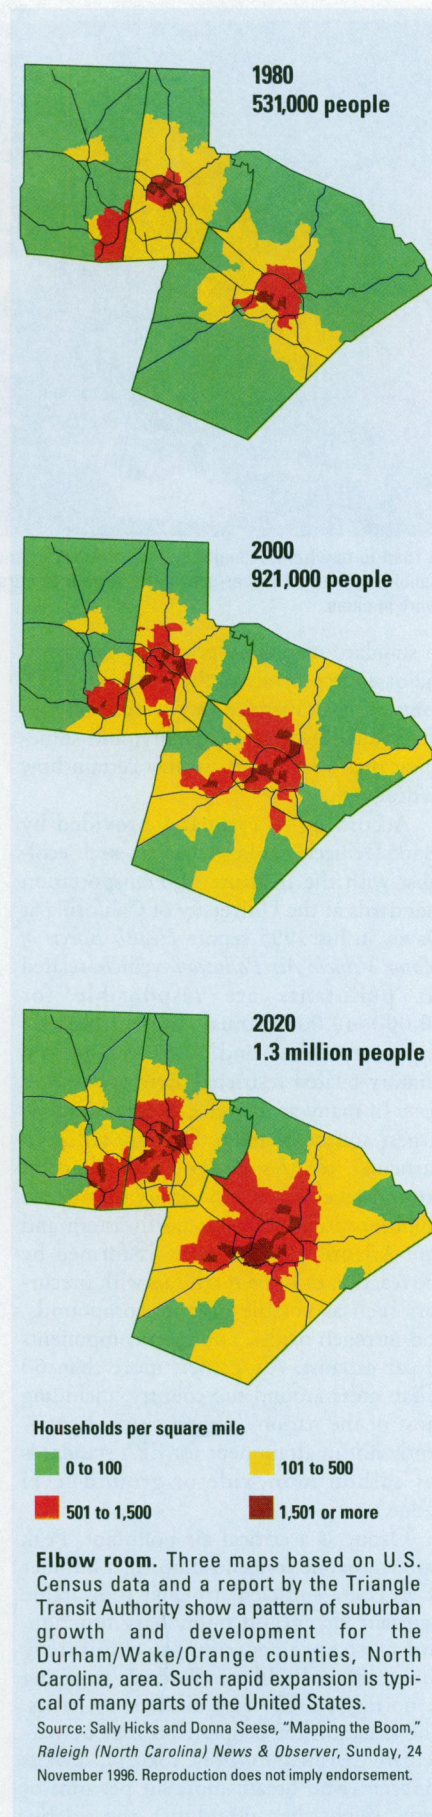 1980
531,000 people
2000
921,000 people
2020
1.3 million people
Households per square mile
0 to 100
101 to 500
501 to 1,500
1,501 or more
Elbow room. Three maps based on U.S.
Census data and a report by the Triangle
Transit Authority show a pattern of suburban
growth and development for the
Durham/Wake/Orange counties, North
Carolina, area. Such rapid expansion is typi-
cal of many parts of the United States.
Source: Sally Hicks and Donna Seese, "Mapping the Boom,"
Raleigh (North Carolina) News & Observer, Sunday, 24
November 1996. Reproduction does not imply endorsement.